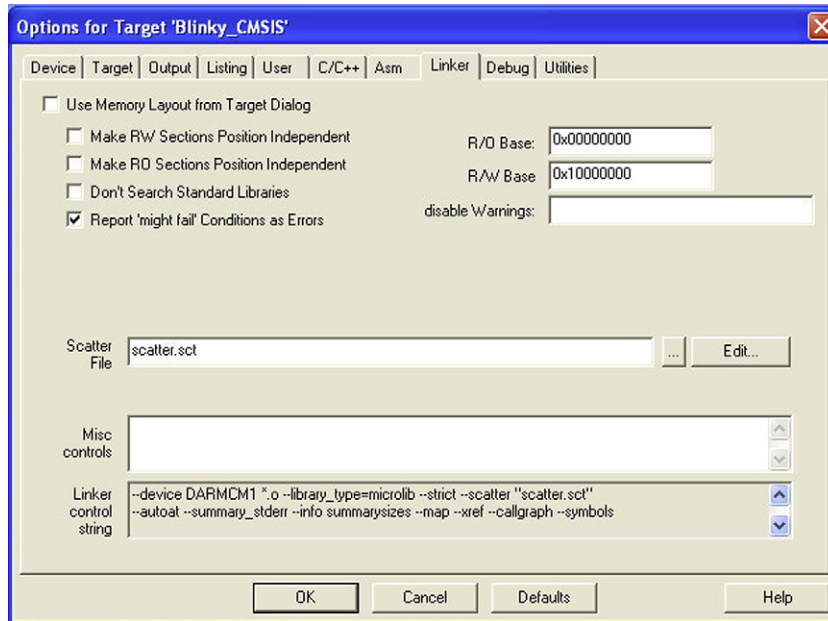 Options for Target 'Blinky_CMSIS'
Device Target Output Listing User C/C++ Asm Linker Debug Utilities
Use Memory Layout from Target Dialog
Make RW Sections Position Independent
R/O Base: 0x00000000
Make RO Sections Position Independent
R/W Base 0x10000000
Don't Search Standard Libraries
disable Warnings:
Report 'might fail' Conditions as Errors
Scatter File
scatter.sct
... Edit...
Misc controls
Linker control string
--device DARMCM1 *.o --library_type=microlib --strict --scatter "scatter.sct"
--autoat --summary_stderr --info summarysizes --map --xref --callgraph --symbols
OK Cancel Defaults Help